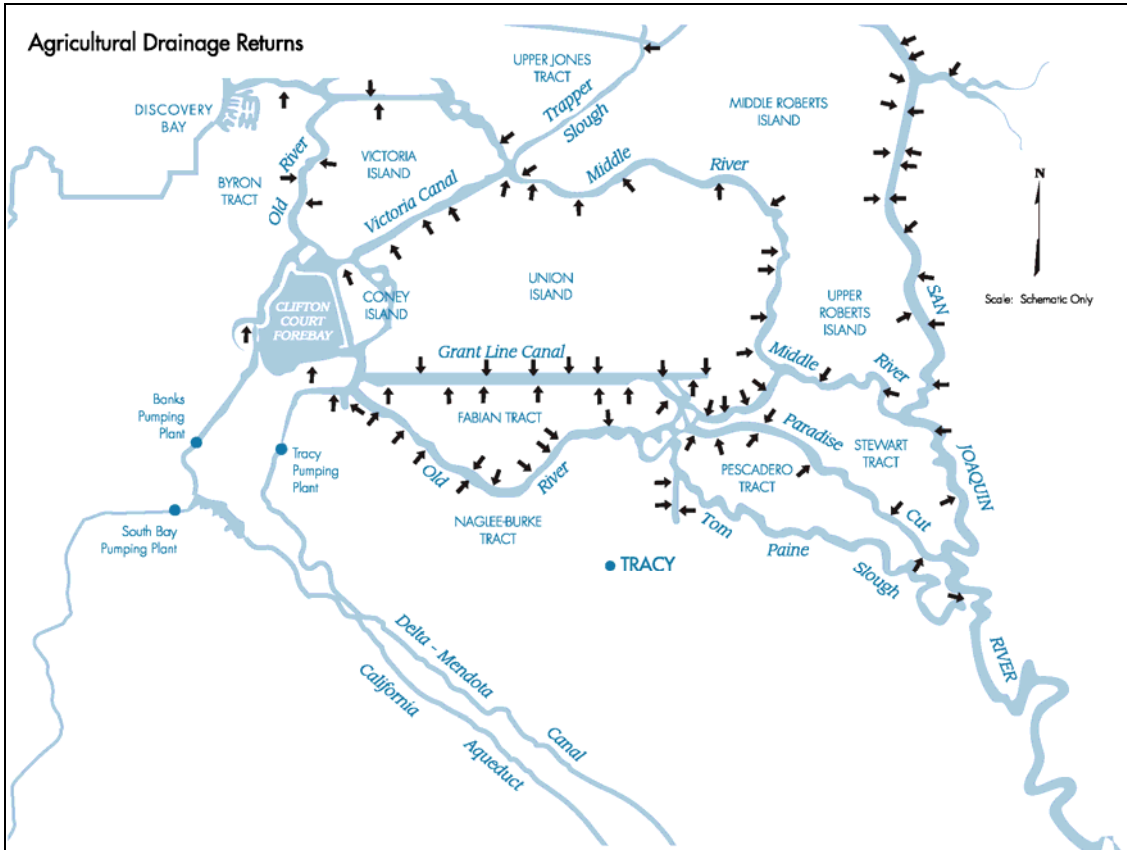 Agricultural Drainage Returns
UPPER JONES
TRACT
Trapper
Slough
DISCOVERY
BAY
MIDDLE ROBERTS
ISLAND
Old
River
VICTORIA
ISLAND
BYRON
TRACT
Victoria Canal
Middle
River
N
Scale: Schematic Only
UNION
ISLAND
CONEY
ISLAND
CLIFTON
COURT
FOREBAY
UPPER
ROBERTS
ISLAND
SAN
JOAQUIN
RIVER
Grant Line Canal
Middle
River
FABIAN TRACT
Banks
Pumping
Plant
Tracy
Pumping
Plant
Old
River
Paradise
Cut
STEWART
TRACT
PESCADERO
TRACT
NAGLEE-BURKE
TRACT
South Bay
Pumping Plant
Tom
Paine
Slough
TRACY
Delta - Mendota
Canal
California
Aqueduct